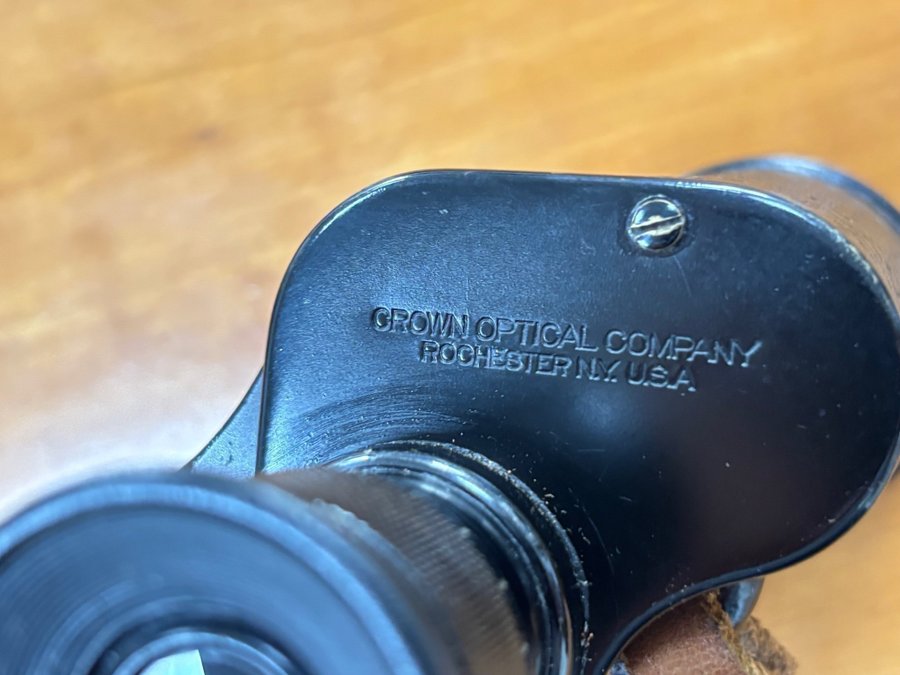 CROWN OPTICAL COMPANY
ROCHESTER N.Y. U.S.A